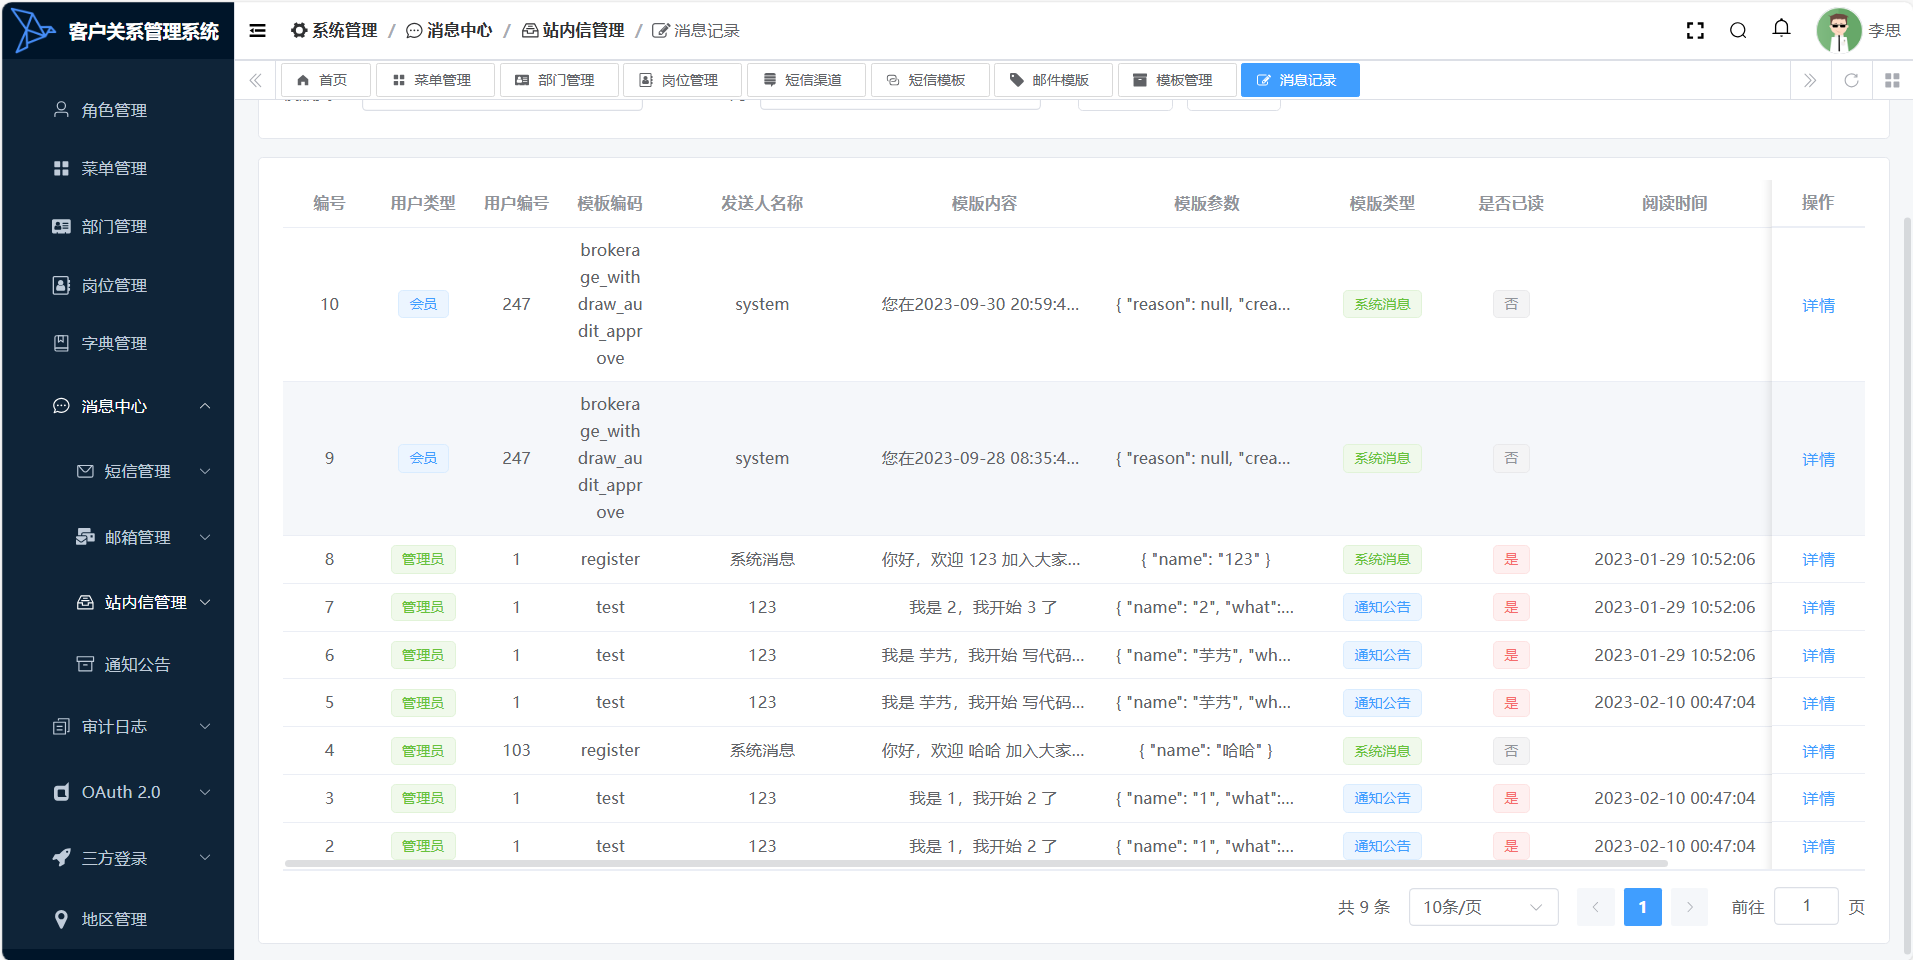 客户关系管理系统
系统管理 / 消息中心 / 站内信管理 / 消息记录
李思
首页 菜单管理 部门管理 岗位管理 短信渠道 短信模板 邮件模版 模板管理 消息记录
角色管理
菜单管理
部门管理
岗位管理
字典管理
消息中心
短信管理
邮箱管理
站内信管理
通知公告
审计日志
OAuth 2.0
三方登录
地区管理
编号 用户类型 用户编号 模板编码 发送人名称 模版内容 模版参数 模版类型 是否已读 阅读时间 操作
brokera
ge_with
10 会员 247 draw_au system 您在2023-09-30 20:59:4... { "reason": null, "crea... 系统消息 否 详情
dit_appr
ove
brokera
ge_with
9 会员 247 draw_au system 您在2023-09-28 08:35:4... { "reason": null, "crea... 系统消息 否 详情
dit_appr
ove
8 管理员 1 register 系统消息 你好，欢迎 123 加入大家... { "name": "123" } 系统消息 是 2023-01-29 10:52:06 详情
7 管理员 1 test 123 我是 2，我开始 3 了 { "name": "2", "what":... 通知公告 是 2023-01-29 10:52:06 详情
6 管理员 1 test 123 我是 芋艿，我开始 写代码... { "name": "芋艿", "wh... 通知公告 是 2023-01-29 10:52:06 详情
5 管理员 1 test 123 我是 芋艿，我开始 写代码... { "name": "芋艿", "wh... 通知公告 是 2023-02-10 00:47:04 详情
4 管理员 103 register 系统消息 你好，欢迎 哈哈 加入大家... { "name": "哈哈" } 系统消息 否 详情
3 管理员 1 test 123 我是 1，我开始 2 了 { "name": "1", "what":... 通知公告 是 2023-02-10 00:47:04 详情
2 管理员 1 test 123 我是 1，我开始 2 了 { "name": "1", "what":... 通知公告 是 2023-02-10 00:47:04 详情
共 9 条 10条/页 1 前往 1 页